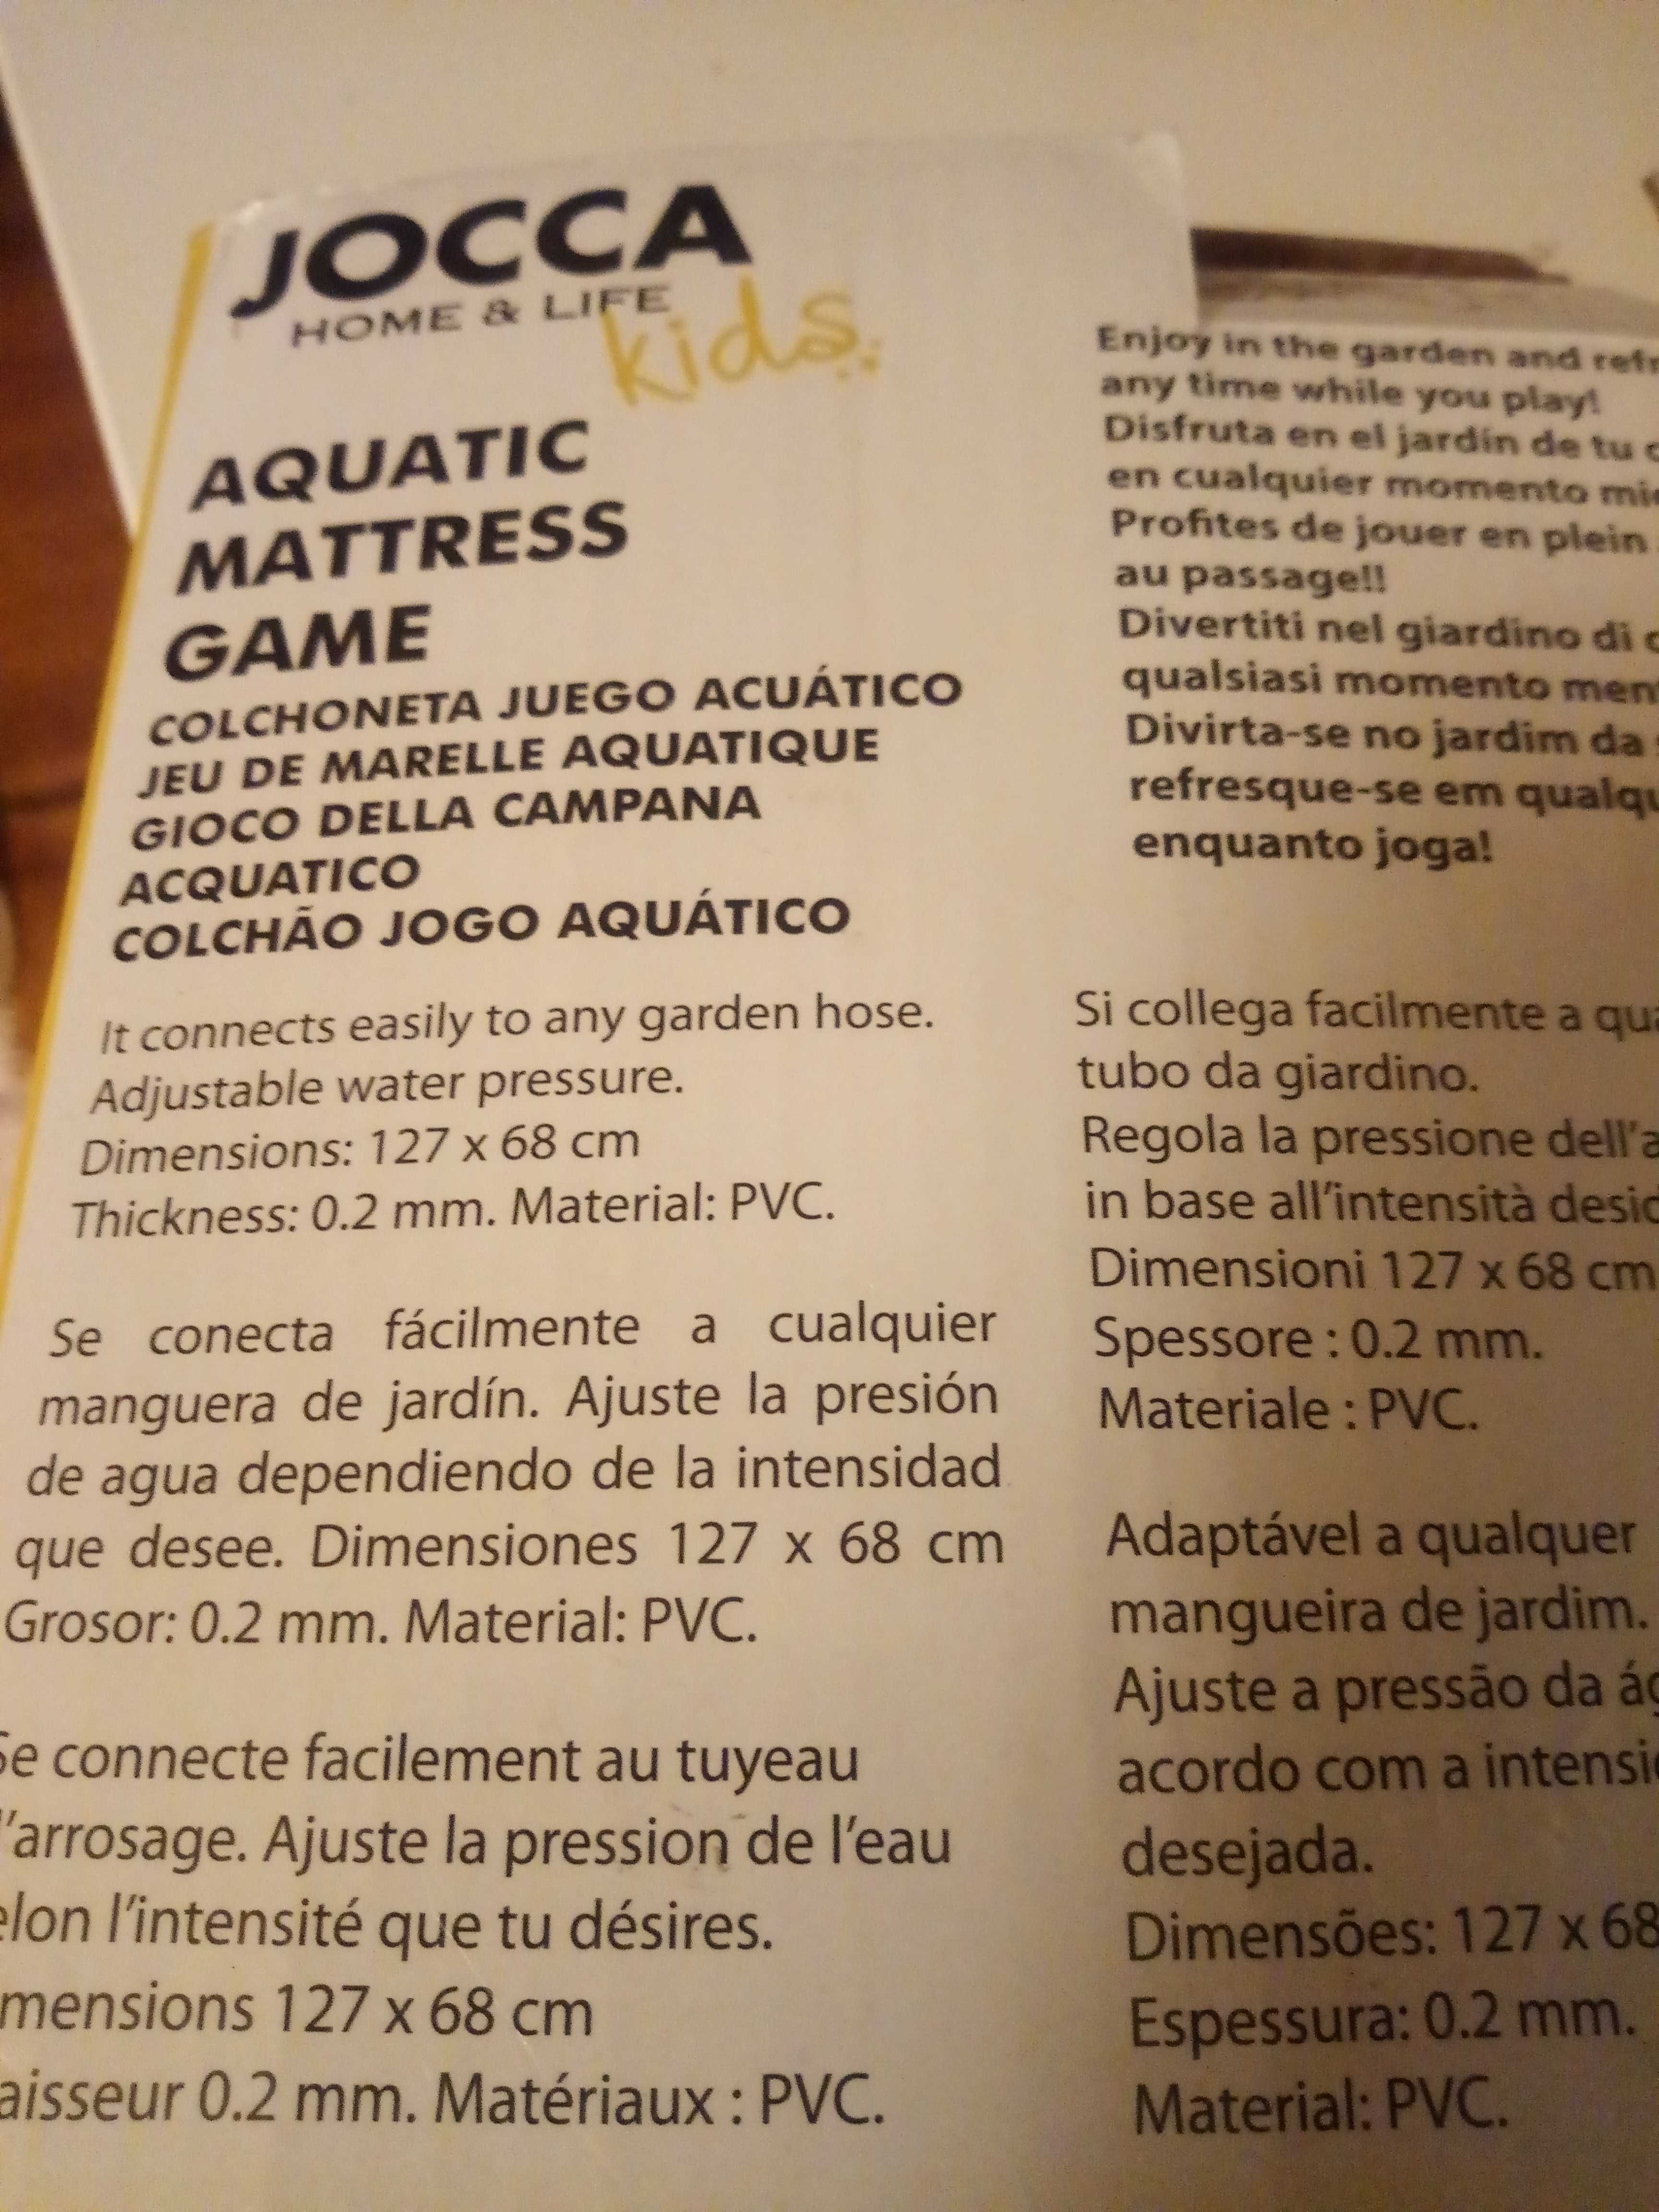 JOCCA
HOME & LIFE
kids
AQUATIC
MATTRESS
GAME
COLCHONETA JUEGO ACUÁTICO
JEU DE MARELLE AQUATIQUE
GIOCO DELLA CAMPANA
ACQUATICO
COLCHÃO JOGO AQUÁTICO
It connects easily to any garden hose.
Adjustable water pressure.
Dimensions: 127 x 68 cm
Thickness: 0.2 mm. Material: PVC.
Se conecta fácilmente a cualquier
manguera de jardín. Ajuste la presión
de agua dependiendo de la intensidad
que desee. Dimensiones 127 x 68 cm
Grosor: 0.2 mm. Material: PVC.
Se connecte facilement au tuyeau
'arrosage. Ajuste la pression de l'eau
elon l'intensité que tu désires.
mensions 127 x 68 cm
aisseur 0.2 mm. Matériaux : PVC.
Enjoy in the garden and
any time while you play!
Disfruta en el jardín de tu
en cualquier momento
Profites de jouer en plein
au passage!!
Divertiti nel giardino di
qualsiasi momento
Divirta-se no jardim da
refresque-se em
enquanto joga!
Si collega facilmente a
tubo da giardino.
Regola la pressione
in base all'intensità
Dimensioni 127 x 68 cm
Spessore : 0.2 mm.
Materiale : PVC.
Adaptável a qualquer
mangueira de jardim.
Ajuste a pressão da
acordo com a
desejada.
Dimensões: 127 x 68
Espessura: 0.2 mm.
Material: PVC.